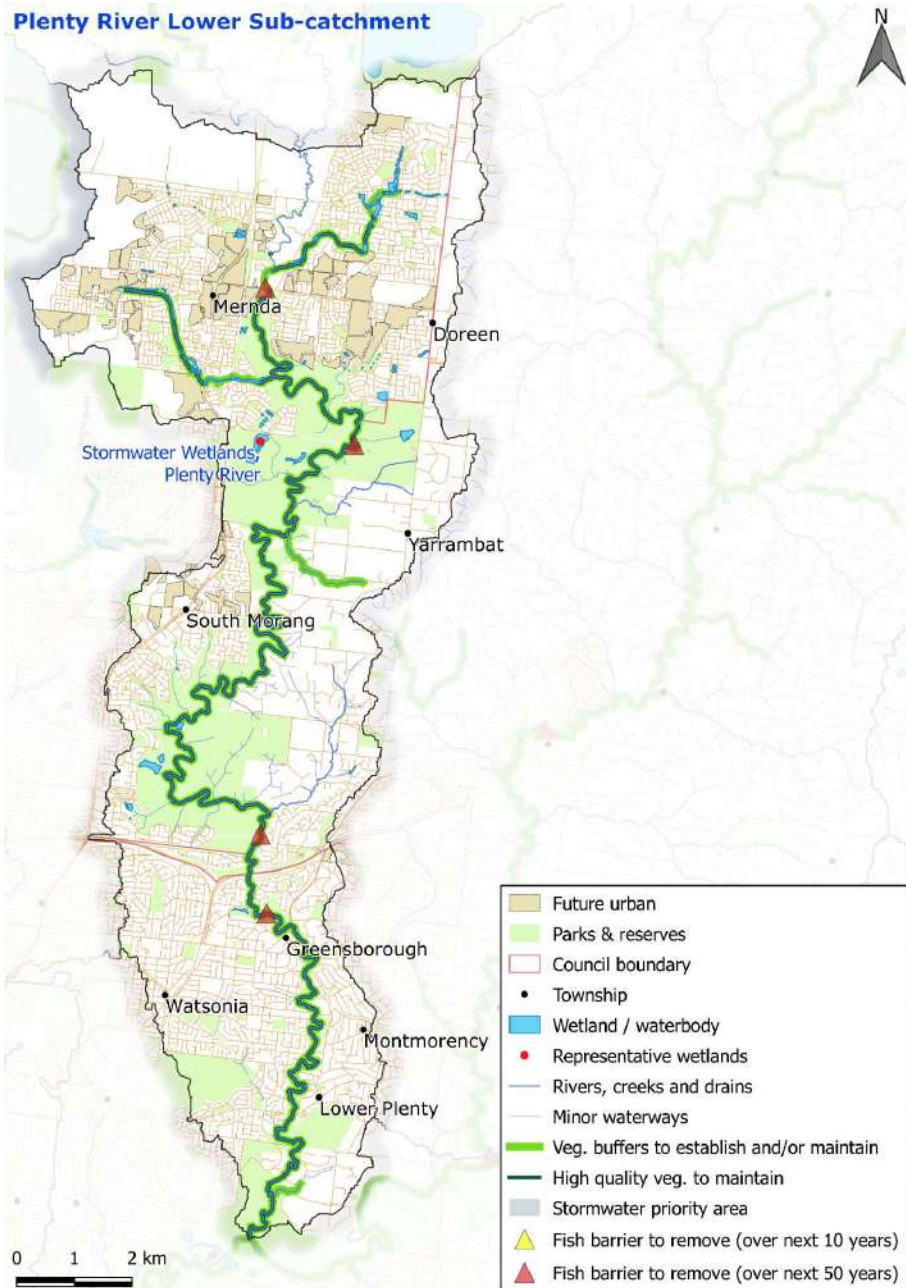 Plenty River Lower Sub-catchment
N
Mernda
Doreen
Stormwater Wetlands,
Plenty River
Yarrambat
South Morang
Greensborough
Watsonia
Montmorency
Lower Plenty
Future urban
Parks & reserves
Council boundary
Township
Wetland / waterbody
Representative wetlands
Rivers, creeks and drains
Minor waterways
Veg. buffers to establish and/or maintain
High quality veg. to maintain
Stormwater priority area
Fish barrier to remove (over next 10 years)
Fish barrier to remove (over next 50 years)
0 1 2 km